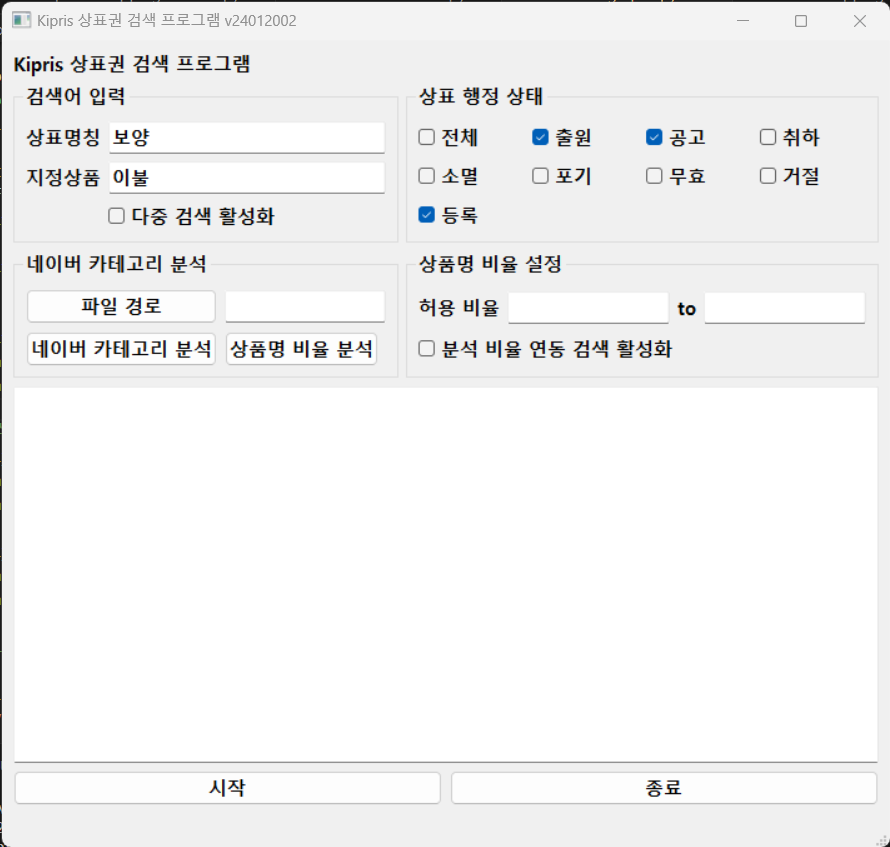 Kipris 상표권 검색 프로그램 v24012002
Kipris 상표권 검색 프로그램
검색어 입력
상표명칭 보양
지정상품 이불
다중 검색 활성화
상표 행정 상태
전체 출원 공고 취하
소멸 포기 무효 거절
등록
네이버 카테고리 분석
파일 경로
네이버 카테고리 분석 상품명 비율 분석
상품명 비율 설정
허용 비율 to
분석 비율 연동 검색 활성화
시작 종료